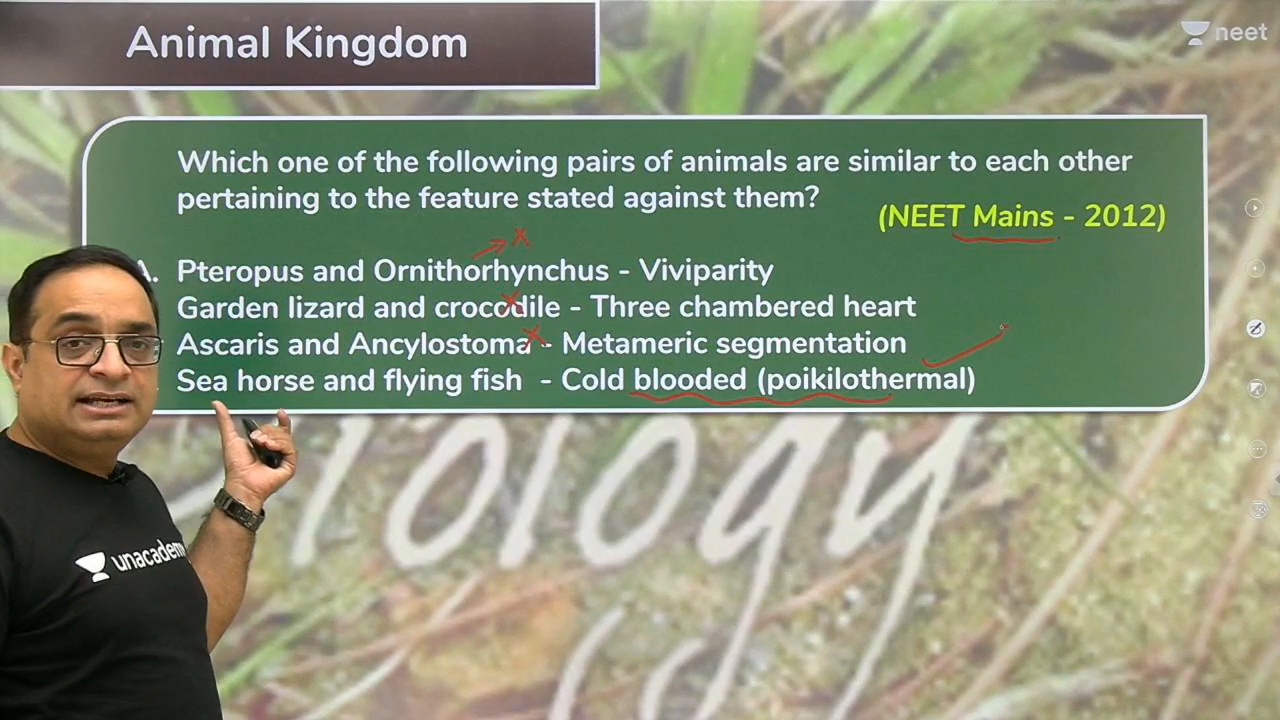 Animal Kingdom
neet
Which one of the following pairs of animals are similar to each other
pertaining to the feature stated against them?
(NEET Mains - 2012)
A. Pteropus and Ornithorhynchus - Viviparity
Garden lizard and crocodile - Three chambered heart
Ascaris and Ancylostoma - Metameric segmentation
Sea horse and flying fish - Cold blooded (poikilothermal)
iology
unacademy